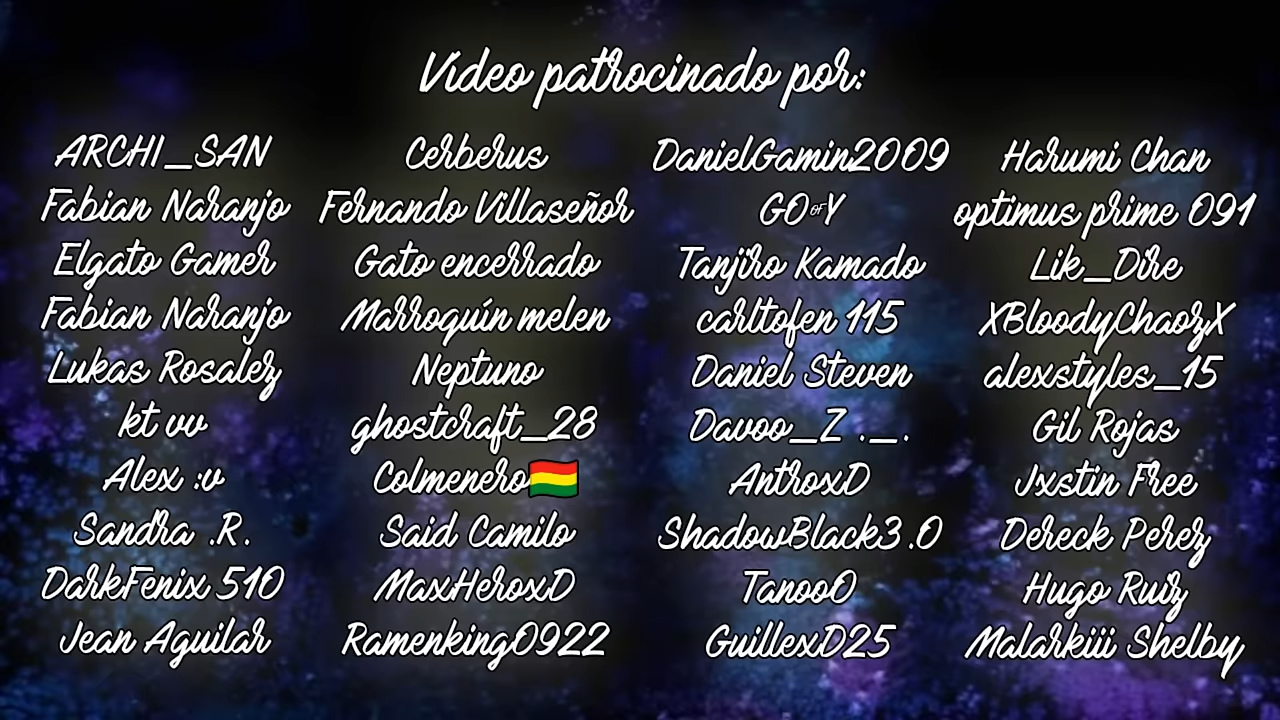 Video patrocinado por:
ARCHI_SAN
Fabian Naranjo
Elgato Gamer
Fabian Naranjo
Lukas Rosalez
kt vv
Alex :v
Sandra .R.
DarkFenix 510
Jean Aguilar
Cerberus
Fernando Villaseñor
Gato encerrado
Marroquín melen
Neptuno
ghostcraft_28
Colmenero🇧🇴
Said Camilo
MaxHeroxD
Ramenking0922
DanielGamin2009
GOofY
Tanjiro Kamado
carltofen 115
Daniel Steven
Davoo_Z ._.
AntroxD
ShadowBlack3.0
TanooO
GuillexD25
Harumi Chan
optimus prime 091
Lik_Dire
XBloodyChaozX
alexstyles_15
Gil Rojas
Jxstin Free
Dereck Perez
Hugo Ruiz
Malarkiii Shelby